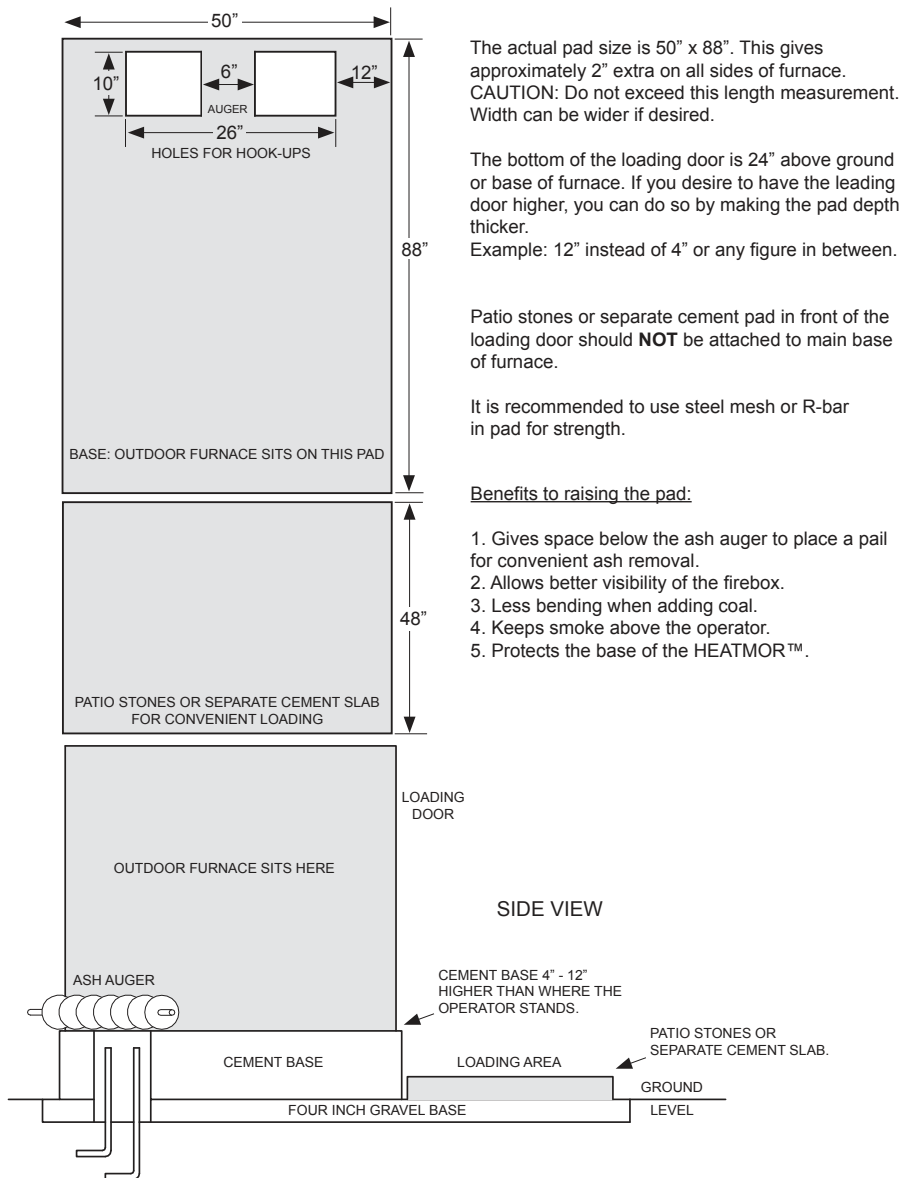 50”
10”
6”
12”
AUGER
26”
HOLES FOR HOOK-UPS
88”
BASE: OUTDOOR FURNACE SITS ON THIS PAD
48”
PATIO STONES OR SEPARATE CEMENT SLAB
FOR CONVENIENT LOADING
The actual pad size is 50” x 88”. This gives
approximately 2” extra on all sides of furnace.
CAUTION: Do not exceed this length measurement.
Width can be wider if desired.
The bottom of the loading door is 24” above ground
or base of furnace. If you desire to have the leading
door higher, you can do so by making the pad depth
thicker.
Example: 12” instead of 4” or any figure in between.
Patio stones or separate cement pad in front of the
loading door should NOT be attached to main base
of furnace.
It is recommended to use steel mesh or R-bar
in pad for strength.
Benefits to raising the pad:
1. Gives space below the ash auger to place a pail
for convenient ash removal.
2. Allows better visibility of the firebox.
3. Less bending when adding coal.
4. Keeps smoke above the operator.
5. Protects the base of the HEATMOR™.
LOADING
DOOR
OUTDOOR FURNACE SITS HERE
SIDE VIEW
ASH AUGER
CEMENT BASE 4” - 12”
HIGHER THAN WHERE THE
OPERATOR STANDS.
PATIO STONES OR
SEPARATE CEMENT SLAB.
CEMENT BASE
LOADING AREA
GROUND
LEVEL
FOUR INCH GRAVEL BASE